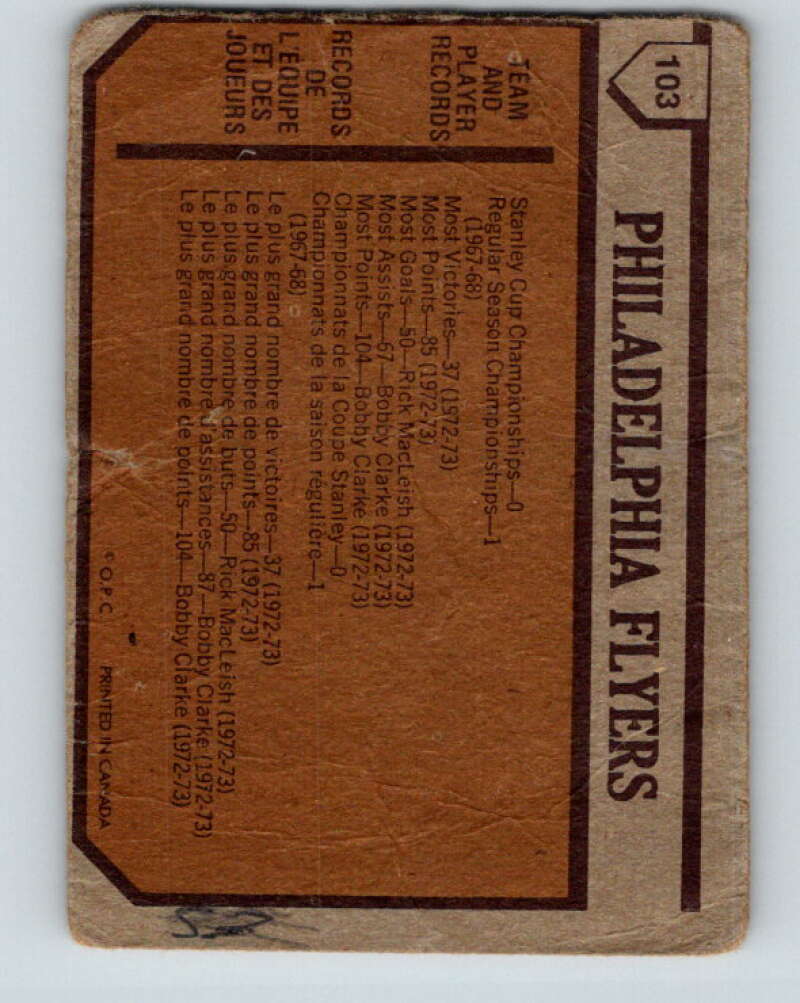 103
PHILADELPHIA FLYERS
TEAM
AND
PLAYER
RECORDS
Stanley Cup Championships—0
Regular Season Championships—1
(1967-68)
Most Victories—37 (1972-73)
Most Points—85 (1972-73)
Most Goals—50—Rick MacLeish (1972-73)
Most Assists—67—Bobby Clarke (1972-73)
Most Points—104—Bobby Clarke (1972-73)
RECORDS
DE
L'ÉQUIPE
ET DES
JOUEURS
Championnats de la Coupe Stanley—0
Championnats de la saison régulière—1
(1967-68)
Le plus grand nombre de victoires—37 (1972-73)
Le plus grand nombre de points—85 (1972-73)
Le plus grand nombre de buts—50—Rick MacLeish (1972-73)
Le plus grand nombre d'assistances—87—Bobby Clarke (1972-73)
Le plus grand nombre de points—104—Bobby Clarke (1972-73)
© O.P.C. PRINTED IN CANADA